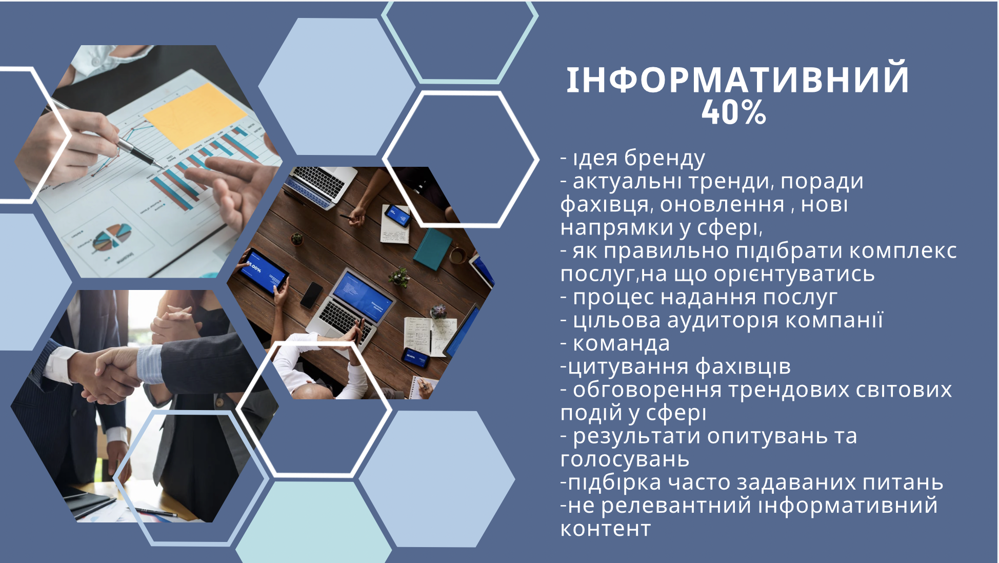 ІНФОРМАТИВНИЙ
40%
- ідея бренду
- актуальні тренди, поради
фахівця, оновлення , нові
напрямки у сфері,
- як правильно підібрати комплекс
послуг,на що орієнтуватись
- процес надання послуг
- цільова аудиторія компанії
- команда
-цитування фахівців
- обговорення трендових світових
подій у сфері
- результати опитувань та
голосувань
-підбірка часто задаваних питань
-не релевантний інформативний
контент
85.00%